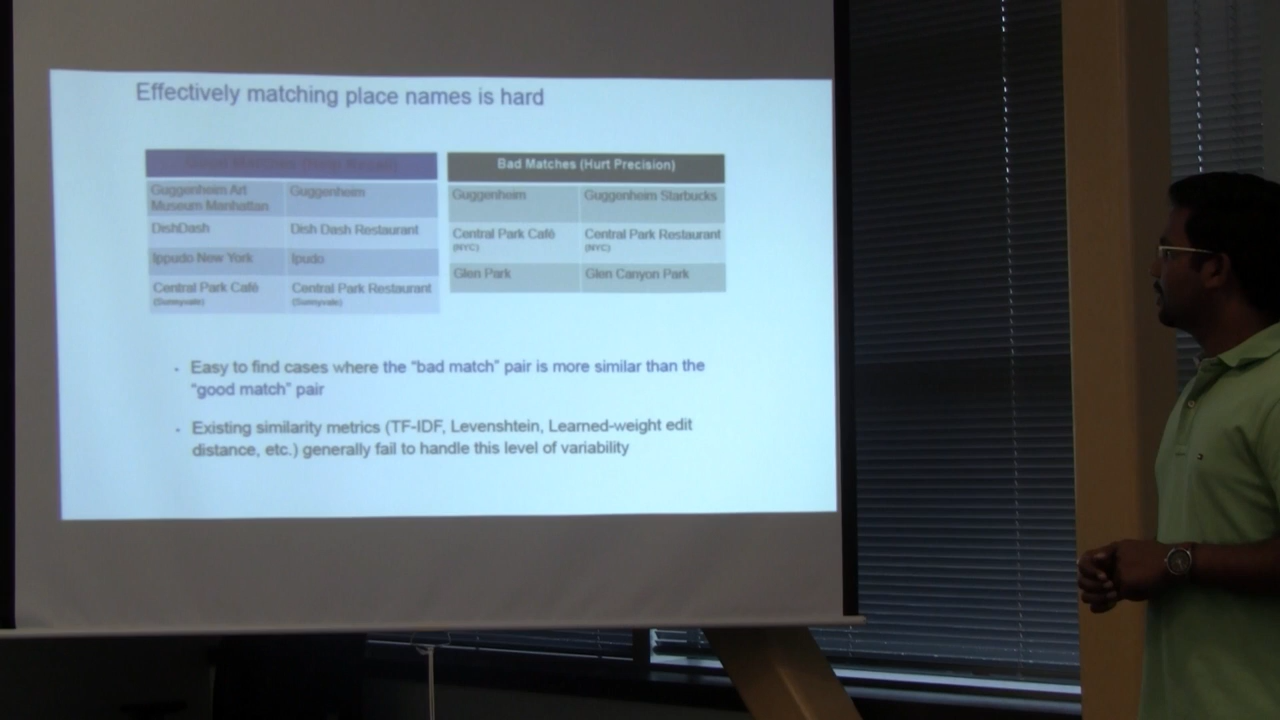 Effectively matching place names is hard
Good Matches (Help Recall)
Bad Matches (Hurt Precision)
Guggenheim Art
Museum Manhattan
Guggenheim
Guggenheim
Guggenheim Starbucks
DishDash
Dish Dash Restaurant
Central Park Café
(NYC)
Central Park Restaurant
(NYC)
Ippudo New York
Ipudo
Glen Park
Glen Canyon Park
Central Park Café
(Sunnyvale)
Central Park Restaurant
(Sunnyvale)
Easy to find cases where the “bad match” pair is more similar than the
“good match” pair
Existing similarity metrics (TF-IDF, Levenshtein, Learned-weight edit
distance, etc.) generally fail to handle this level of variability